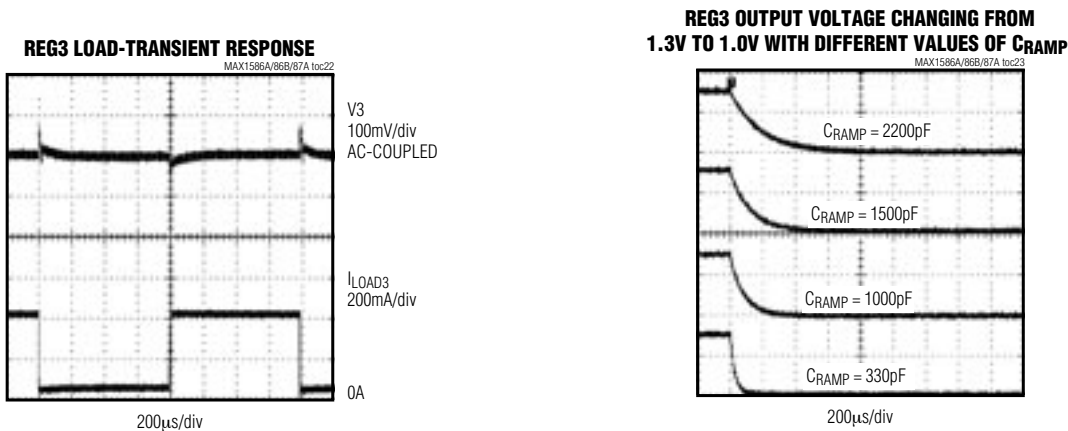 REG3 LOAD-TRANSIENT RESPONSE
MAX1586A/86B/87A toc22
V3
100mV/div
AC-COUPLED
ILOAD3
200mA/div
0A
200µs/div
REG3 OUTPUT VOLTAGE CHANGING FROM
1.3V TO 1.0V WITH DIFFERENT VALUES OF CRAMP
MAX1586A/86B/87A toc23
CRAMP = 2200pF
CRAMP = 1500pF
CRAMP = 1000pF
CRAMP = 330pF
200µs/div